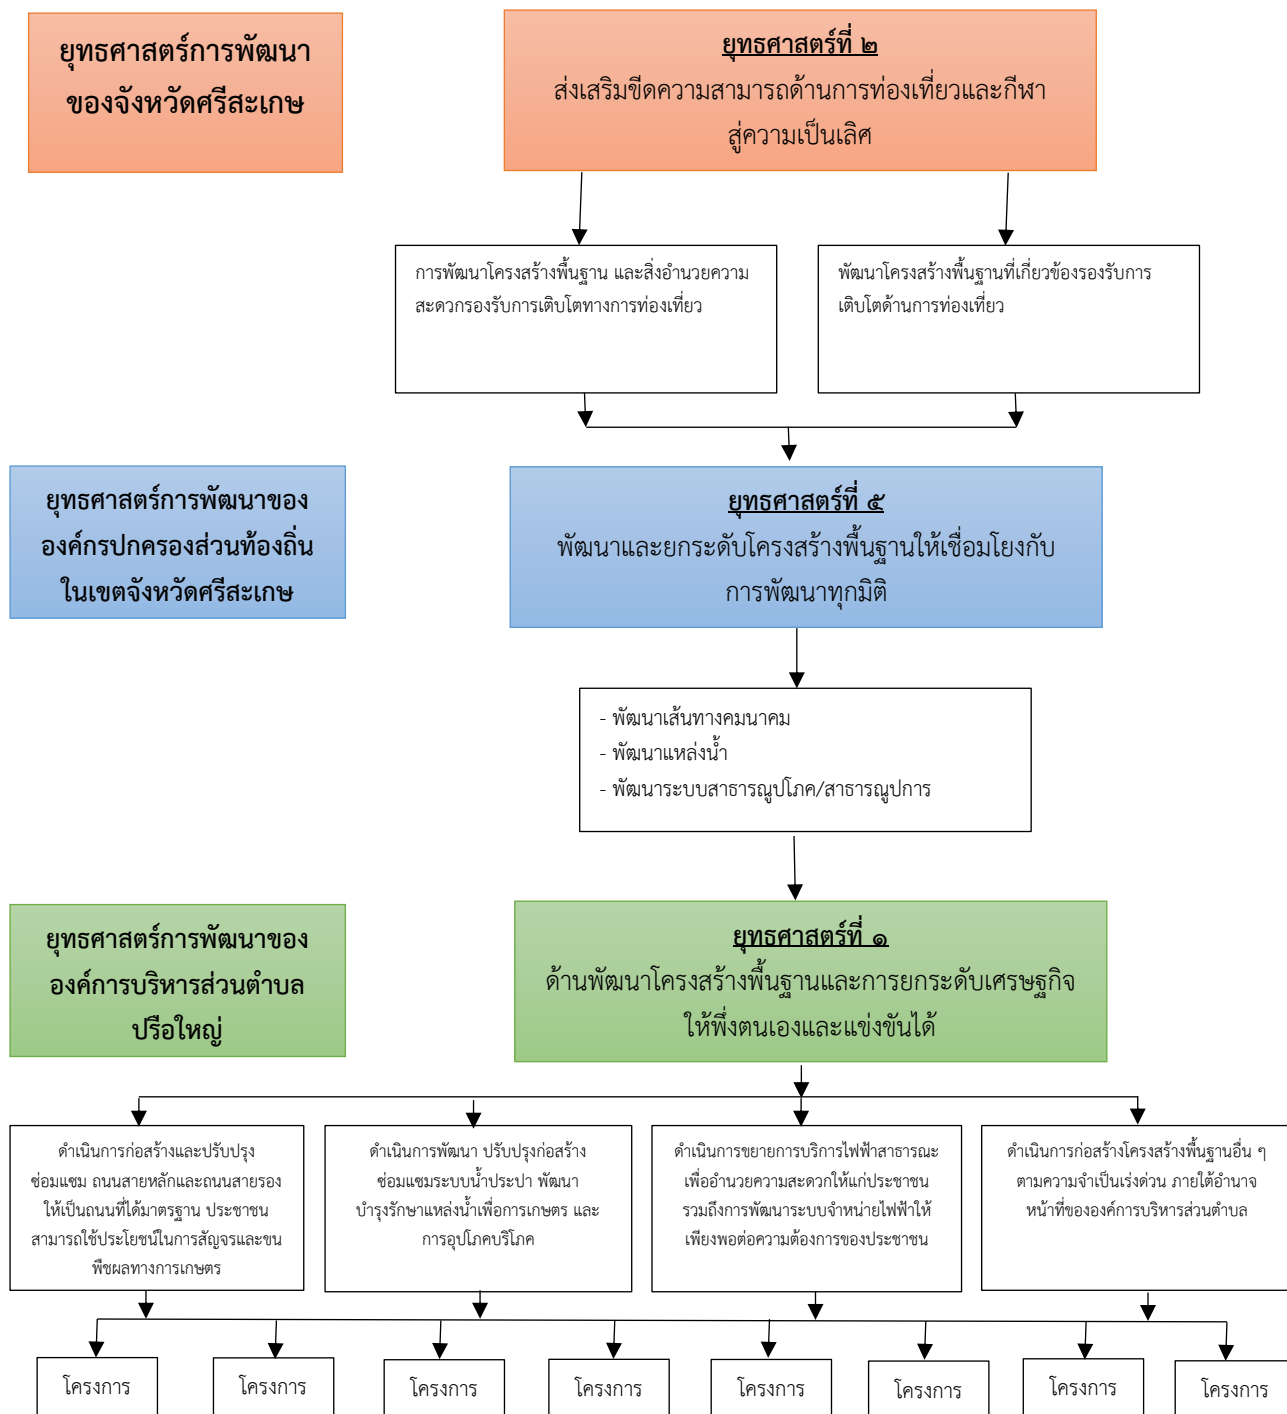 ยุทธศาสตร์การพัฒนา
ของจังหวัดศรีสะเกษ
ยุทธศาสตร์ที่ ๒
ส่งเสริมขีดความสามารถด้านการท่องเที่ยวและกีฬา
สู่ความเป็นเลิศ
การพัฒนาโครงสร้างพื้นฐาน และสิ่งอำนวยความ
สะดวกรองรับการเติบโตทางการท่องเที่ยว
พัฒนาโครงสร้างพื้นฐานที่เกี่ยวข้องรองรับการ
เติบโตด้านการท่องเที่ยว
ยุทธศาสตร์การพัฒนาของ
องค์กรปกครองส่วนท้องถิ่น
ในเขตจังหวัดศรีสะเกษ
ยุทธศาสตร์ที่ ๕
พัฒนาและยกระดับโครงสร้างพื้นฐานให้เชื่อมโยงกับ
การพัฒนาทุกมิติ
- พัฒนาเส้นทางคมนาคม
- พัฒนาแหล่งน้ำ
- พัฒนาระบบสาธารณูปโภค/สาธารณูปการ
ยุทธศาสตร์การพัฒนาของ
องค์การบริหารส่วนตำบล
ปรือใหญ่
ยุทธศาสตร์ที่ ๑
ด้านพัฒนาโครงสร้างพื้นฐานและการยกระดับเศรษฐกิจ
ให้พึ่งตนเองและแข่งขันได้
ดำเนินการก่อสร้างและปรับปรุง
ซ่อมแซม ถนนสายหลักและถนนสายรอง
ให้เป็นถนนที่ได้มาตรฐาน ประชาชน
สามารถใช้ประโยชน์ในการสัญจรและขน
พืชผลทางการเกษตร
ดำเนินการพัฒนา ปรับปรุงก่อสร้าง
ซ่อมแซมระบบน้ำประปา พัฒนา
บำรุงรักษาแหล่งน้ำเพื่อการเกษตร และ
การอุปโภคบริโภค
ดำเนินการขยายการบริการไฟฟ้าสาธารณะ
เพื่ออำนวยความสะดวกให้แก่ประชาชน
รวมถึงการพัฒนาระบบจำหน่ายไฟฟ้าให้
เพียงพอต่อความต้องการของประชาชน
ดำเนินการก่อสร้างโครงสร้างพื้นฐานอื่น ๆ
ตามความจำเป็นเร่งด่วน ภายใต้อำนาจ
หน้าที่ขององค์การบริหารส่วนตำบล
โครงการ
โครงการ
โครงการ
โครงการ
โครงการ
โครงการ
โครงการ
โครงการ